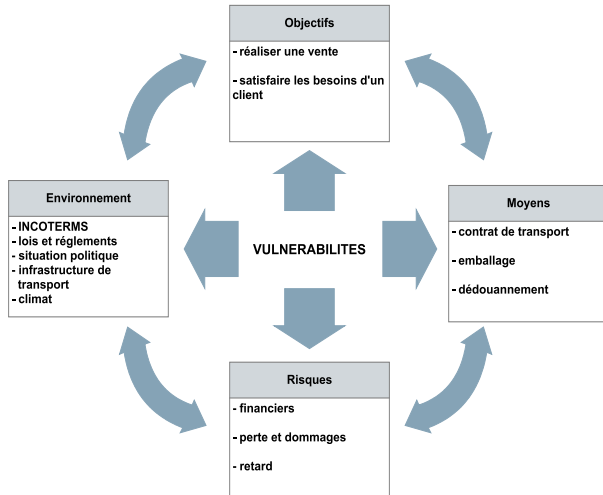 Objectifs
- réaliser une vente
- satisfaire les besoins d'un
client
Environnement
- INCOTERMS
- lois et réglements
- situation politique
- infrastructure de
transport
- climat
VULNERABILITES
Moyens
- contrat de transport
- emballage
- dédouannement
Risques
- financiers
- perte et dommages
- retard